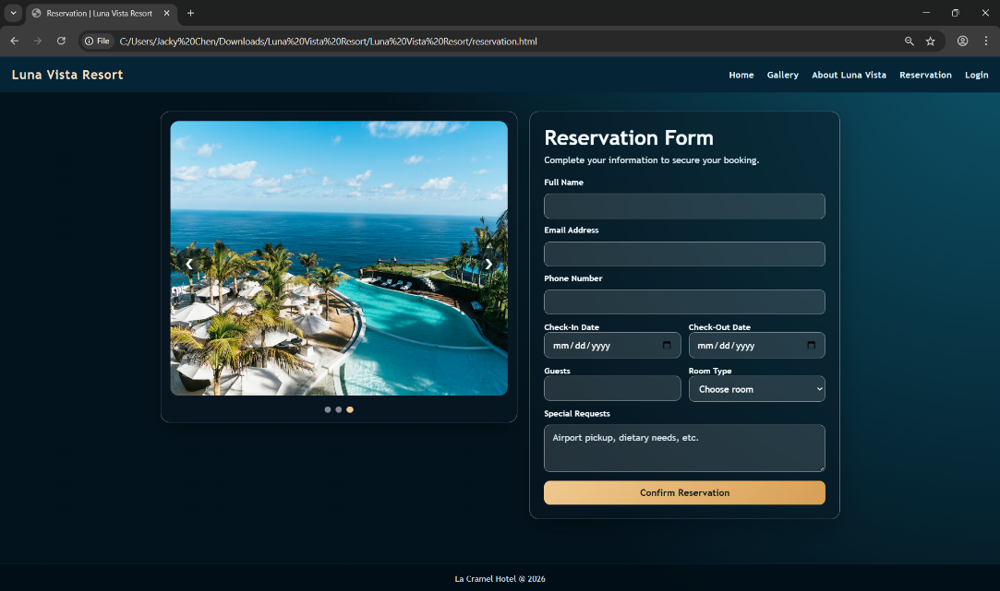 Reservation | Luna Vista Resort
File C:/Users/Jacky%20Chen/Downloads/Luna%20Vista%20Resort/Luna%20Vista%20Resort/reservation.html
Luna Vista Resort Home Gallery About Luna Vista Reservation Login
Reservation Form
Complete your information to secure your booking.
Full Name
Email Address
Phone Number
Check-In Date Check-Out Date
mm/dd/yyyy mm/dd/yyyy
Guests Room Type
Choose room
Special Requests
Airport pickup, dietary needs, etc.
Confirm Reservation
La Cramel Hotel @ 2026